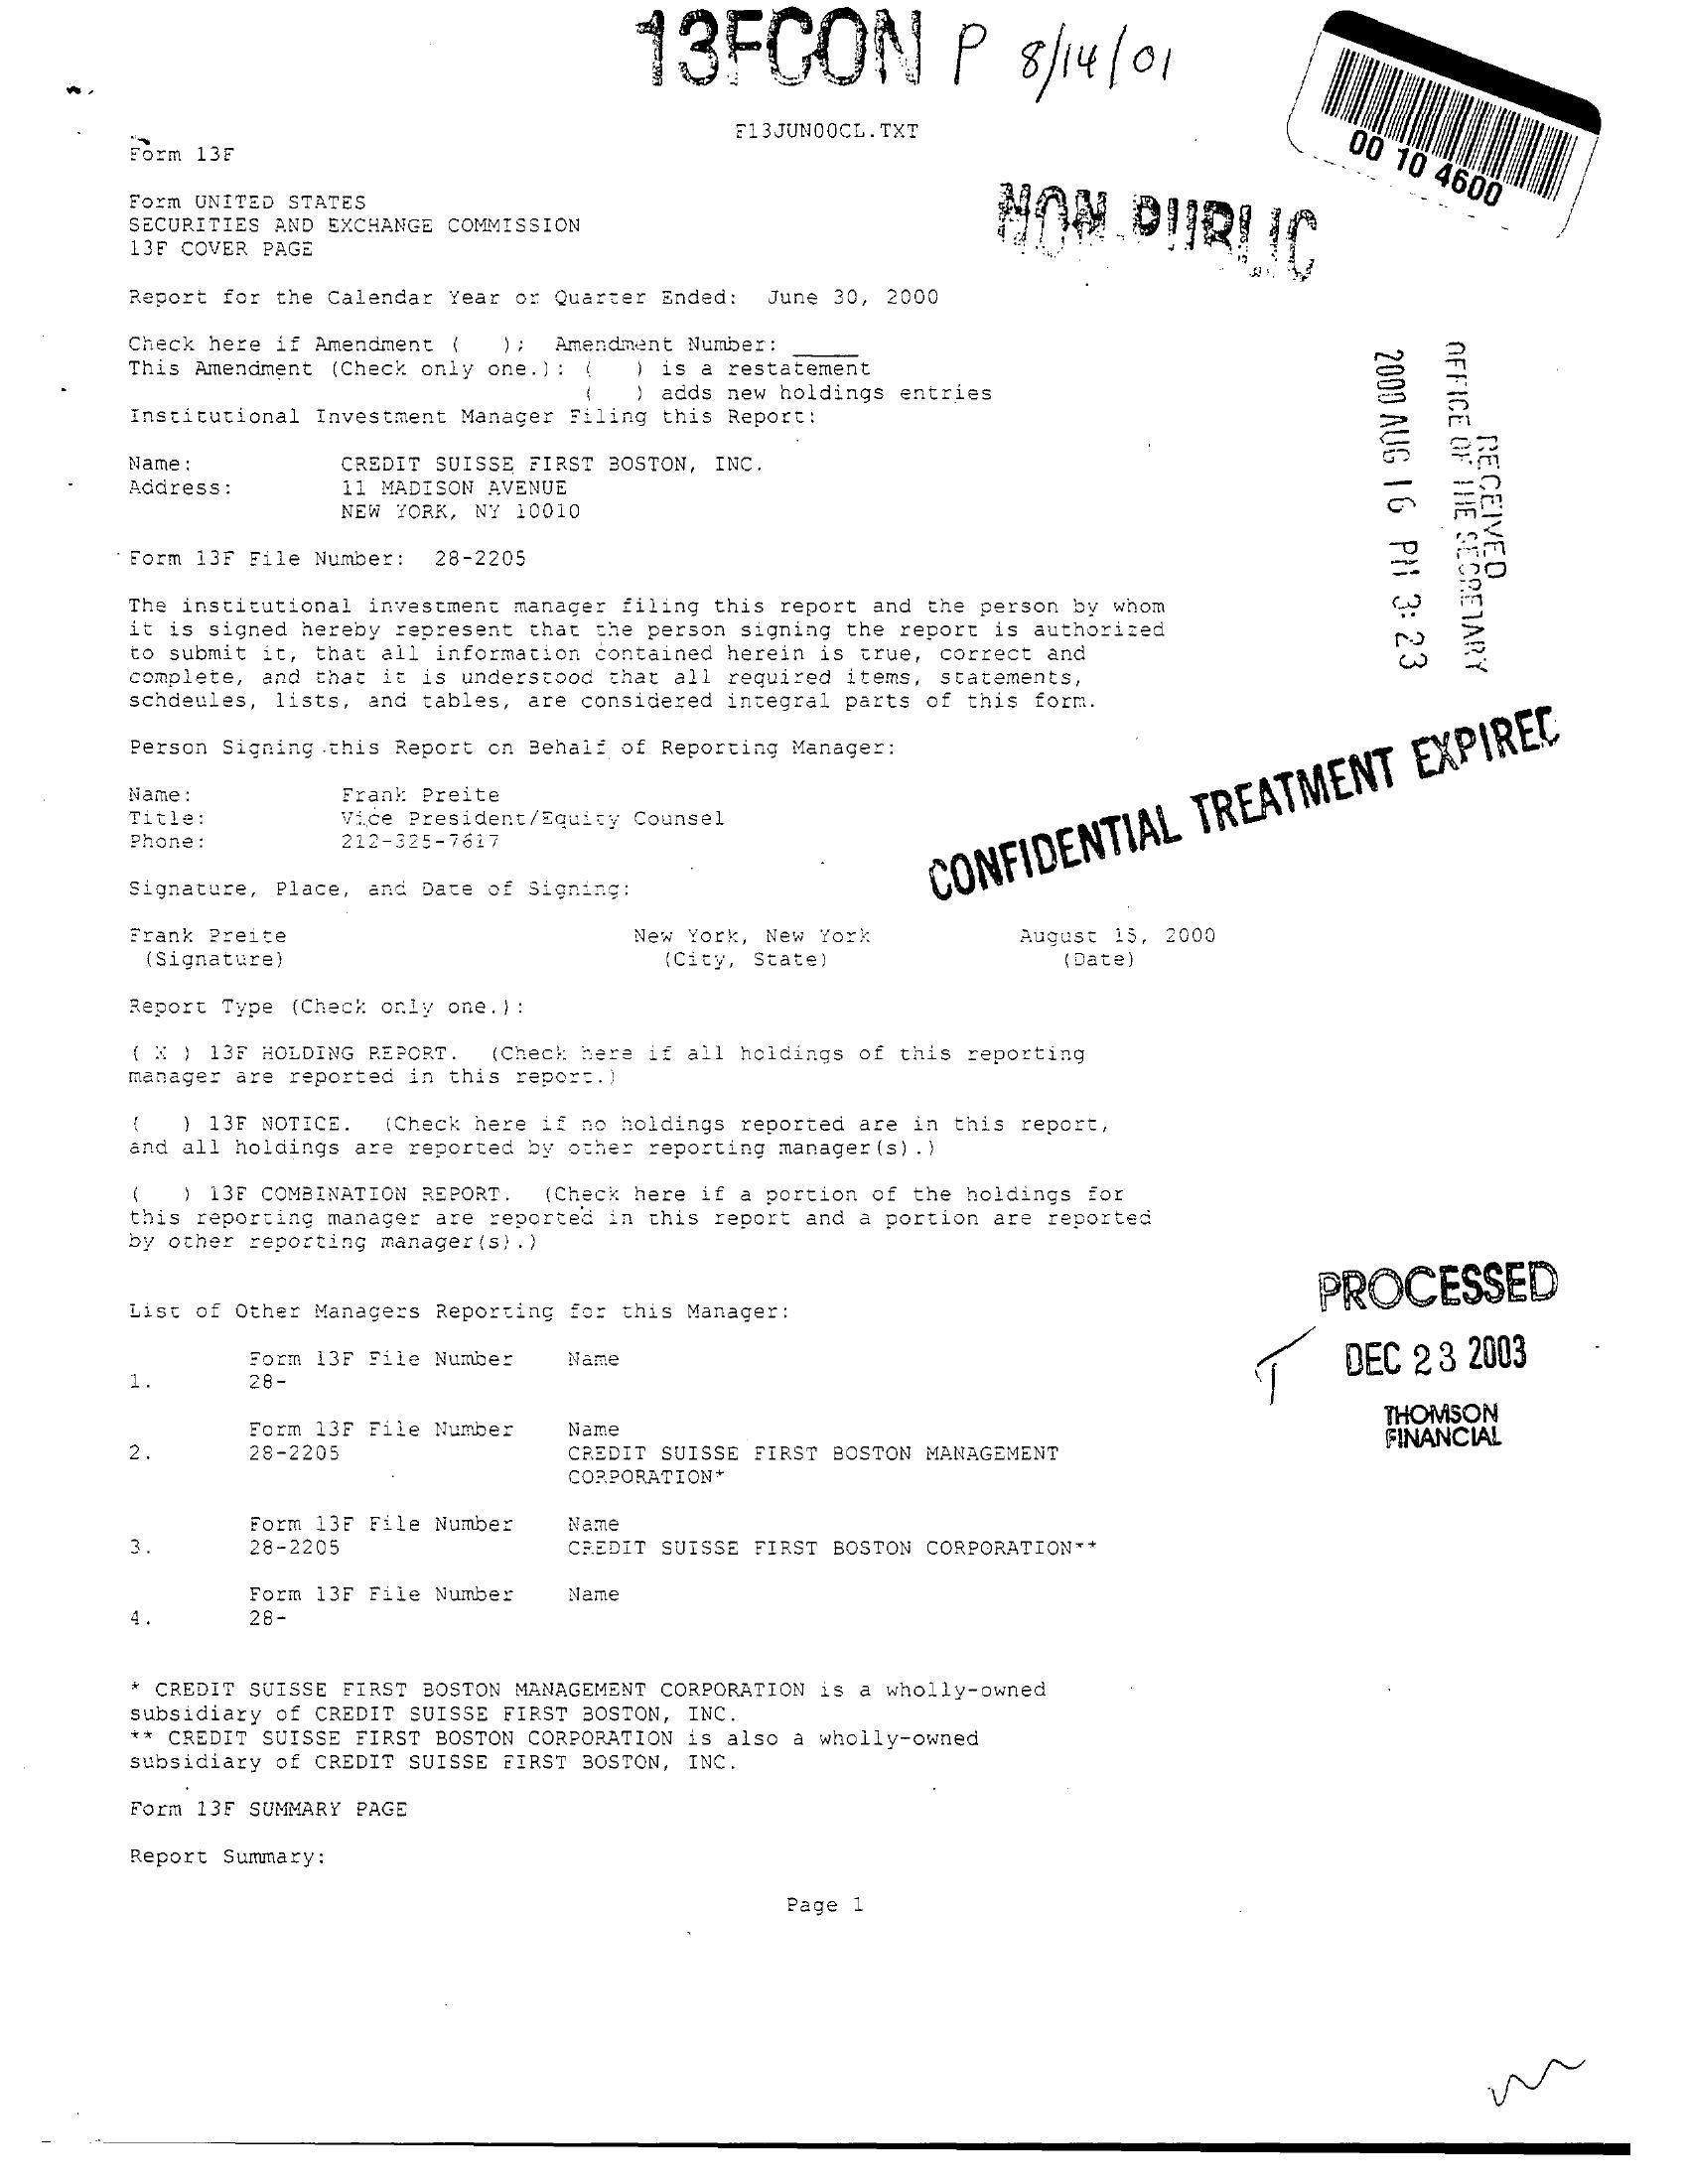 13FCON P 8/14/01
F13JUN00CL.TXT
00 10 4600
Form 13F
NON PUBLIC
Form UNITED STATES
SECURITIES AND EXCHANGE COMMISSION
13F COVER PAGE
Report for the Calendar Year or Quarter Ended: June 30, 2000
Check here if Amendment ( ); Amendment Number: _____
This Amendment (Check only one.): ( ) is a restatement
( ) adds new holdings entries
Institutional Investment Manager Filing this Report:
RECEIVED
OFFICE OF THE SECRETARY
2000 AUG 16 PM 3:23
Name: CREDIT SUISSE FIRST BOSTON, INC.
Address: 11 MADISON AVENUE
NEW YORK, NY 10010
Form 13F File Number: 28-2205
The institutional investment manager filing this report and the person by whom
it is signed hereby represent that the person signing the report is authorized
to submit it, that all information contained herein is true, correct and
complete, and that it is understood that all required items, statements,
schdeules, lists, and tables, are considered integral parts of this form.
Person Signing this Report on Behalf of Reporting Manager:
CONFIDENTIAL TREATMENT EXPIRED
Name: Frank Preite
Title: Vice President/Equity Counsel
Phone: 212-325-7617
Signature, Place, and Date of Signing:
Frank Preite New York, New York August 15, 2000
(Signature) (City, State) (Date)
Report Type (Check only one.):
( X ) 13F HOLDING REPORT. (Check here if all holdings of this reporting
manager are reported in this report.)
( ) 13F NOTICE. (Check here if no holdings reported are in this report,
and all holdings are reported by other reporting manager(s).)
( ) 13F COMBINATION REPORT. (Check here if a portion of the holdings for
this reporting manager are reported in this report and a portion are reported
by other reporting manager(s).)
PROCESSED
DEC 23 2003
THOMSON
FINANCIAL
List of Other Managers Reporting for this Manager:
Form 13F File Number Name
1. 28-
Form 13F File Number Name
2. 28-2205 CREDIT SUISSE FIRST BOSTON MANAGEMENT
CORPORATION*
Form 13F File Number Name
3. 28-2205 CREDIT SUISSE FIRST BOSTON CORPORATION**
Form 13F File Number Name
4. 28-
* CREDIT SUISSE FIRST BOSTON MANAGEMENT CORPORATION is a wholly-owned
subsidiary of CREDIT SUISSE FIRST BOSTON, INC.
** CREDIT SUISSE FIRST BOSTON CORPORATION is also a wholly-owned
subsidiary of CREDIT SUISSE FIRST BOSTON, INC.
Form 13F SUMMARY PAGE
Report Summary:
Page 1